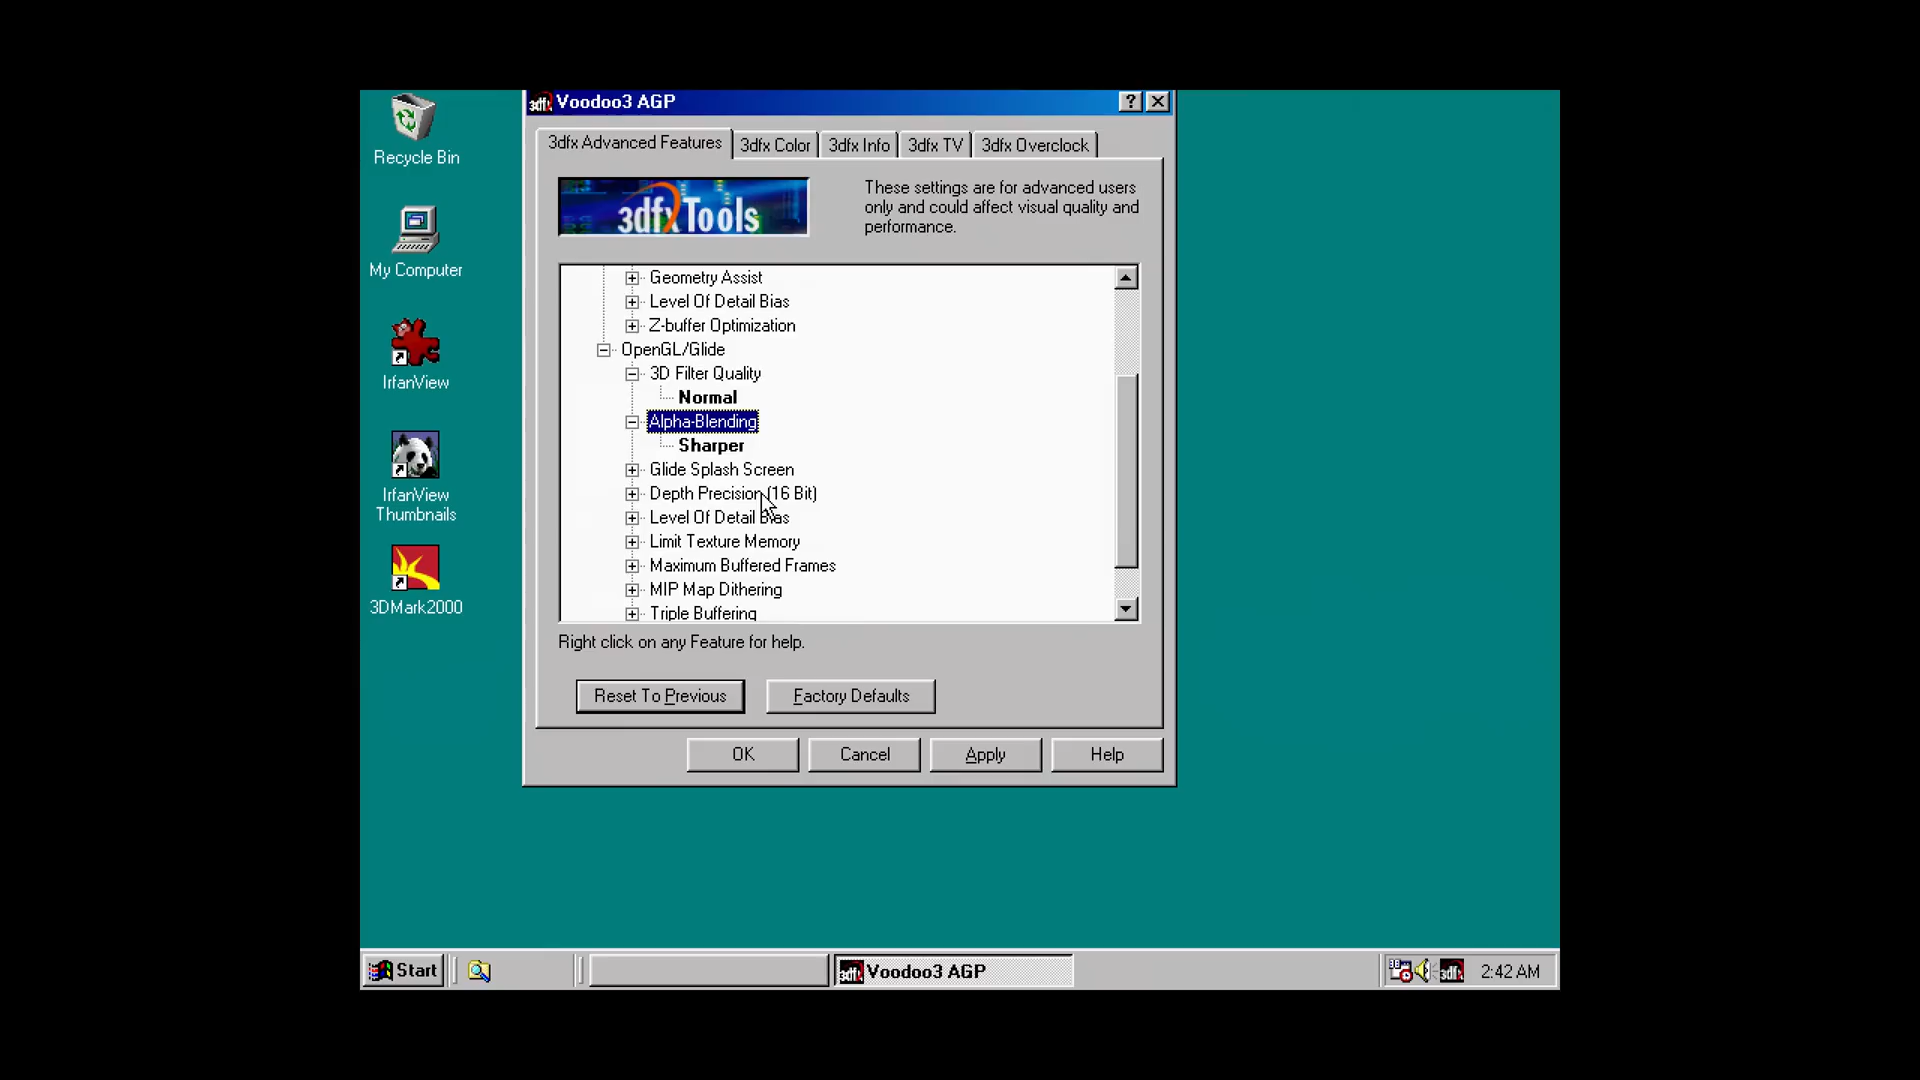 Voodoo3 AGP
3dfx Advanced Features
3dfx Color
3dfx Info
3dfx TV
3dfx Overclock
3dfx Tools
These settings are for advanced users
only and could affect visual quality and
performance.
Geometry Assist
Level Of Detail Bias
Z-buffer Optimization
OpenGL/Glide
3D Filter Quality
Normal
Alpha-Blending
Sharper
Glide Splash Screen
Depth Precision (16 Bit)
Level Of Detail Bias
Limit Texture Memory
Maximum Buffered Frames
MIP Map Dithering
Triple Buffering
Right click on any Feature for help.
Reset To Previous
Factory Defaults
OK
Cancel
Apply
Help
Recycle Bin
My Computer
IrfanView
IrfanView
Thumbnails
3DMark2000
Start
Voodoo3 AGP
2:42 AM